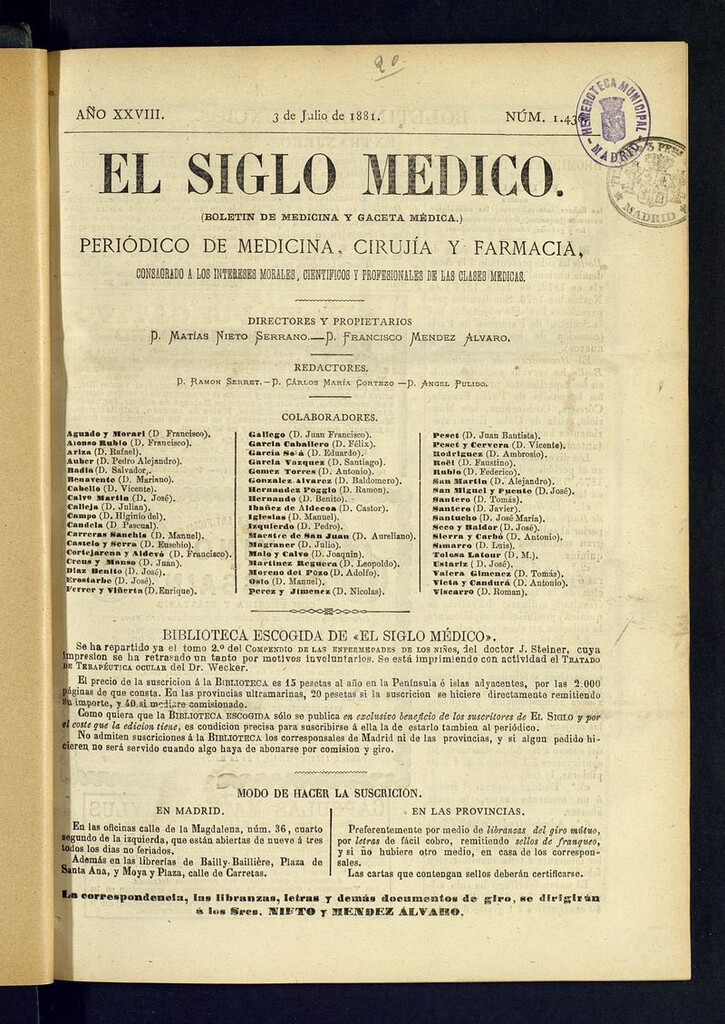 20
AÑO XXVIII. 3 de Julio de 1881. NÚM. 1.436
HEMEROTECA MUNICIPAL
MADRID
MADRID
EL SIGLO MEDICO.
(BOLETIN DE MEDICINA Y GACETA MÉDICA.)
PERIÓDICO DE MEDICINA, CIRUJÍA Y FARMACIA,
CONSAGRADO A LOS INTERESES MORALES, CIENTIFICOS Y PROFESIONALES DE LAS CLASES MEDICAS.
DIRECTORES Y PROPIETARIOS
D. MATÍAS NIETO SERRANO.—D. FRANCISCO MENDEZ ALVARO.
REDACTORES.
D. RAMON SERRET.—D. CÁRLOS MARÍA CORTEZO—D. ANGEL PULIDO.
COLABORADORES.
Aguado y Morari (D Francisco).
Alonso Rubio (D. Francisco).
Ariza (D. Rafael).
Auber (D. Pedro Alejandro).
Badía (D. Salvador,.
Benavente (D. Mariano).
Cabello (D. Vicente).
Calvo Martin (D. José).
Calleja (D. Julian),
Campo (D. Higinio del).
Candela (D. Pascual).
Carreras Sanchis (D. Manuel).
Castelo y Serra (D. Eusebio).
Cortejarena y Aldevó (D. Francisco).
Creus y Manso (D. Juan).
Diaz Benito (D. José).
Erostarbe (D. José).
Ferrer y Viñerta (D. Enrique).
Gallego (D. Juan Francisco).
García Caballero (D. Félix).
García Solá (D. Eduardo).
García Vazquez (D. Santiago).
Gomez Torres (D. Antonio).
Gonzalez Alvarez (D. Baldomero).
Hernandez Poggio (D. Ramon).
Hernando (D. Benito).
Ibañez de Aldecoa (D. Castor).
Iglesias (D. Manuel).
Izquierdo (D. Pedro).
Maestre de San Juan (D. Aureliano).
Magraner (D. Julio).
Malo y Calvo (D. Joaquin).
Martinez Reguera (D. Leopoldo).
Moreno del Pozo (D. Adolfo).
Osio (D. Manuel).
Perez y Jimenez (D. Nicolas).
Peset (D. Juan Bautista).
Peset y Cervera (D. Vicente).
Rodriguez (D. Ambrosio).
Roël (D. Faustino).
Rubio (D. Federico).
San Martin (D. Alejandro).
San Miguel y Puente (D. José).
Santero (D. Tomás).
Santero (D. Javier).
Santucho (D. José María).
Seco y Baldor (D. José).
Sierra y Carbó (D. Antonio).
Simarro (D. Luis).
Tolosa Latour (D. M.).
Ustariz ( D. José).
Valera Gimenez (D. Tomás).
Vieta y Candurá (D. Antonio).
Viscarro (D. Roman).
BIBLIOTECA ESCOGIDA DE «EL SIGLO MÉDICO».
Se ha repartido ya el tomo 2.º del COMPENDIO DE LAS ENFERMEDADES DE LOS NIÑOS, del doctor J. Steiner, cuya
impresion se ha retrasado un tanto por motivos involuntarios. Se está imprimiendo con actividad el TRATADO
DE TERAPÉUTICA OCULAR del Dr. Wecker.
El precio de la suscricion á la BIBLIOTECA es 15 pesetas al año en la Península é islas adyacentes, por las 2.000
páginas de que consta. En las provincias ultramarinas, 20 pesetas si la suscricion se hiciere directamente remitiendo
su importe, y 40 si mediare comisionado.
Como quiera que la BIBLIOTECA ESCOGIDA sólo se publica en exclusivo beneficio de los suscritores de EL SIGLO y por
el coste que la edicion tiene, es condicion precisa para suscribirse á ella la de estarlo tambien al periódico.
No admiten suscriciones á la BIBLIOTECA los corresponsales de Madrid ni de las provincias, y si algun pedido hi-
cieren no será servido cuando algo haya de abonarse por comision y giro.
MODO DE HACER LA SUSCRICION.
EN MADRID.
En las oficinas calle de la Magdalena, núm. 36, cuarto
segundo de la izquierda, que están abiertas de nueve á tres
todos los dias no feriados.
Además en las librerías de Bailly-Baillière, Plaza de
Santa Ana, y Moya y Plaza, calle de Carretas.
EN LAS PROVINCIAS.
Preferentemente por medio de libranzas del giro mútuo,
por letras de fácil cobro, remitiendo sellos de franqueo,
y si no hubiere otro medio, en casa de los correspon-
sales.
Las cartas que contengan sellos deberán certificarse.
La correspondencia, las libranzas, letras y demás documentos de giro, se dirigirán
á los Sres. NIETO y MENDEZ ÁLVARO.